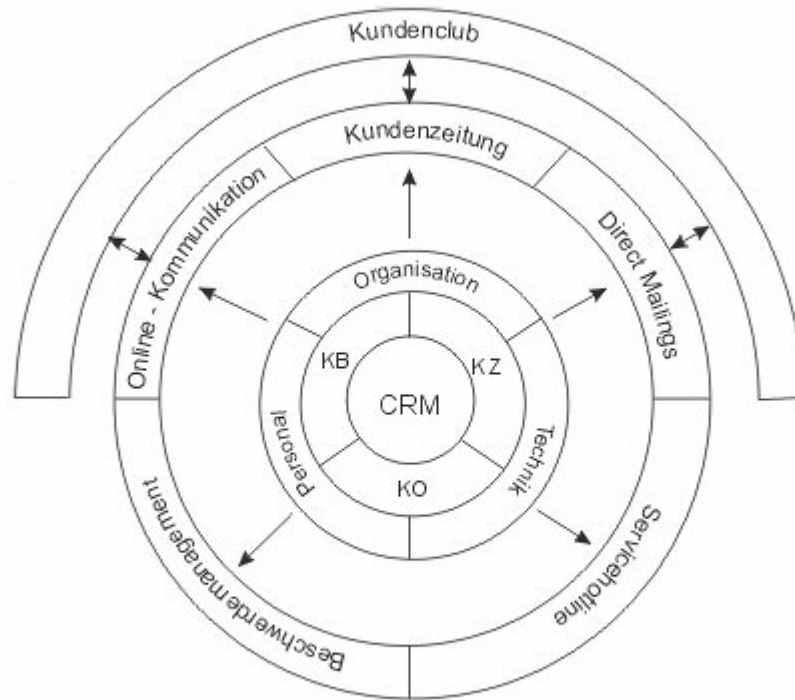 Kundenclub
Kundenzeitung
Online - Kommunikation
Direct Mailings
Organisation
KB
KZ
CRM
Personal
Technik
KO
Beschwerdemanagement
Servicehotline